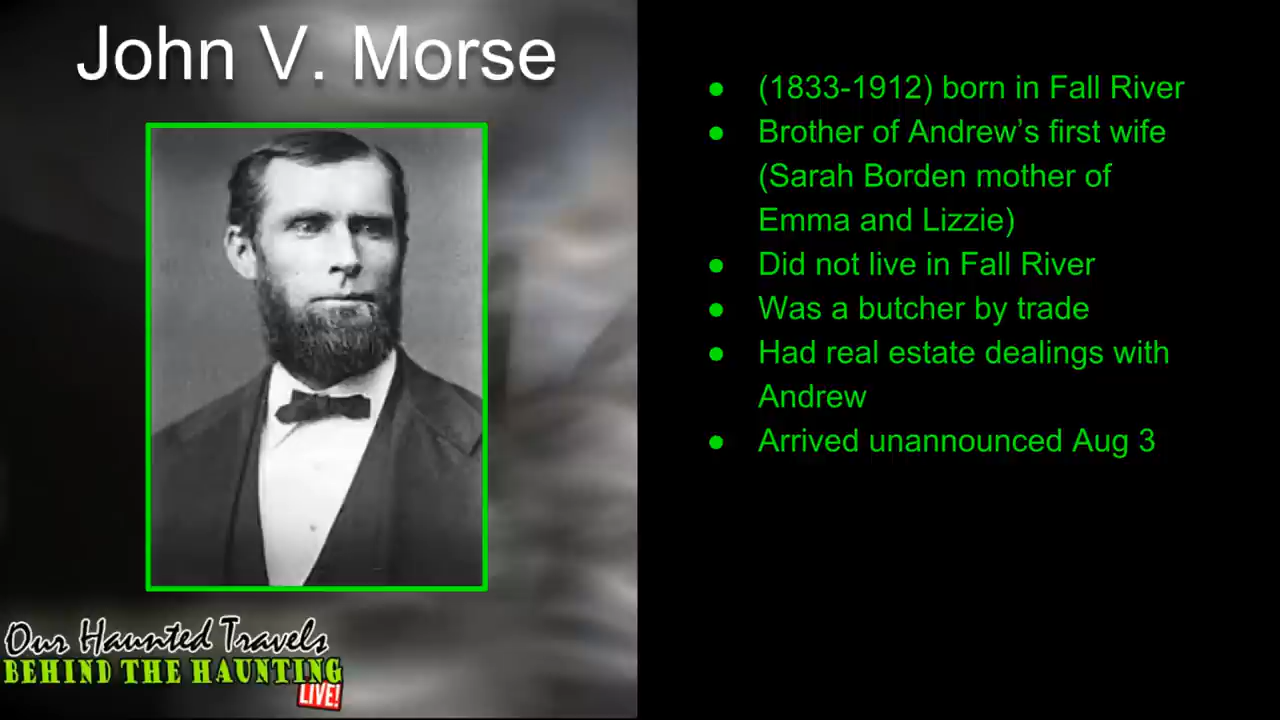 John V. Morse
(1833-1912) born in Fall River
Brother of Andrew’s first wife
(Sarah Borden mother of
Emma and Lizzie)
Did not live in Fall River
Was a butcher by trade
Had real estate dealings with
Andrew
Arrived unannounced Aug 3
Our Haunted Travels
BEHIND THE HAUNTING
LIVE!